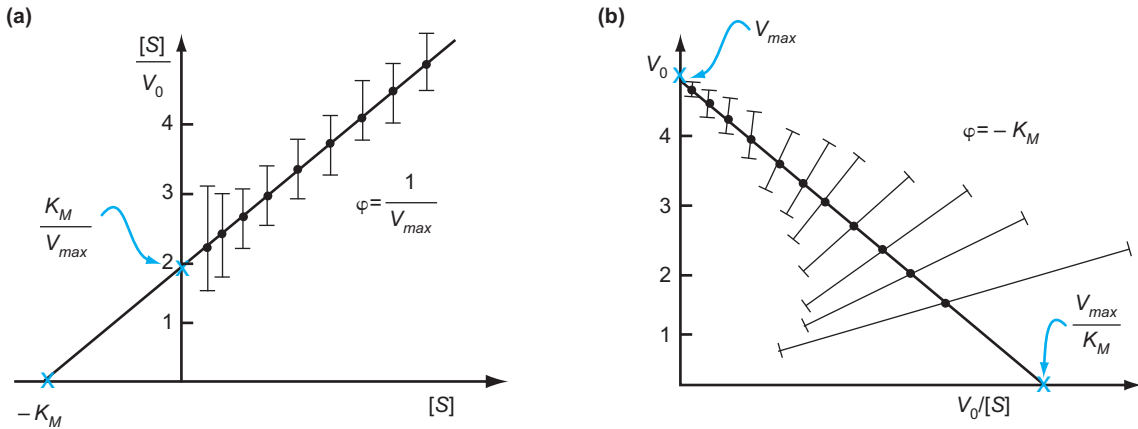 (a)
[S]
V0
4
3
2
1
KM
Vmax
φ= 1
Vmax
– KM
[S]
(b)
Vmax
V0
4
3
2
1
φ= – KM
Vmax
KM
V0/[S]